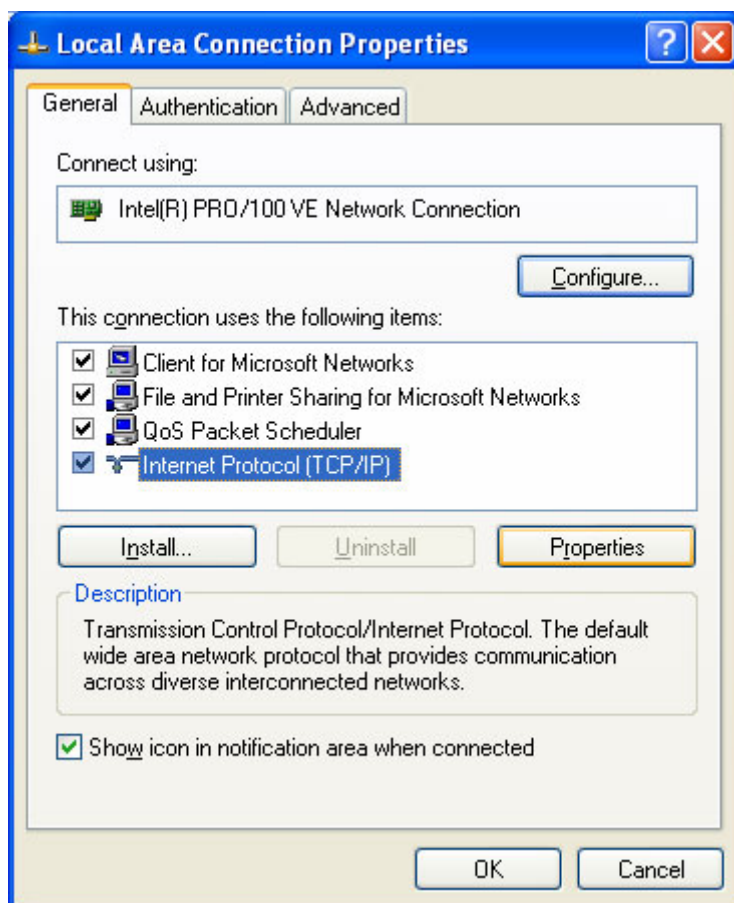 Local Area Connection Properties
General Authentication Advanced
Connect using:
Intel(R) PRO/100 VE Network Connection
Configure...
This connection uses the following items:
Client for Microsoft Networks
File and Printer Sharing for Microsoft Networks
QoS Packet Scheduler
Internet Protocol (TCP/IP)
Install... Uninstall Properties
Description
Transmission Control Protocol/Internet Protocol. The default
wide area network protocol that provides communication
across diverse interconnected networks.
Show icon in notification area when connected
OK Cancel